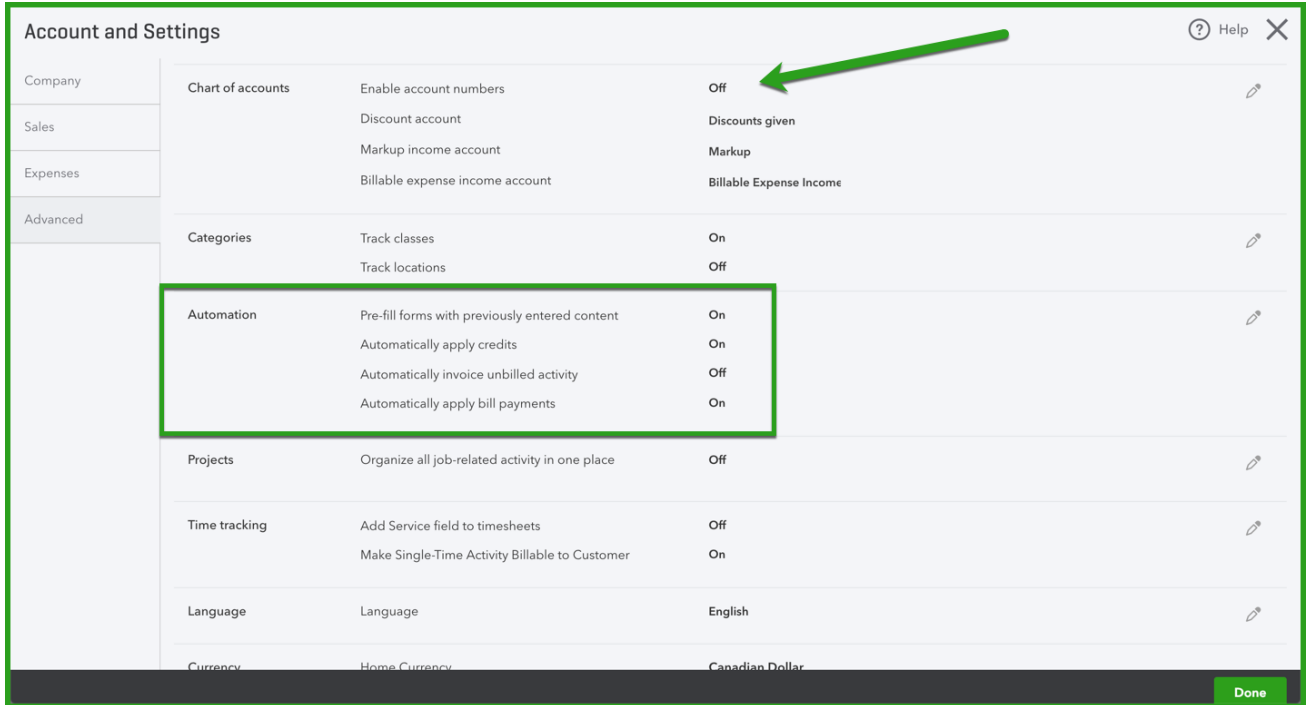 Account and Settings
Help
Company
Sales
Expenses
Advanced
Chart of accounts Enable account numbers Off
Discount account Discounts given
Markup income account Markup
Billable expense income account Billable Expense Income
Categories Track classes On
Track locations Off
Automation Pre-fill forms with previously entered content On
Automatically apply credits On
Automatically invoice unbilled activity Off
Automatically apply bill payments On
Projects Organize all job-related activity in one place Off
Time tracking Add Service field to timesheets Off
Make Single-Time Activity Billable to Customer On
Language Language English
Currency Home Currency Canadian Dollar
Done